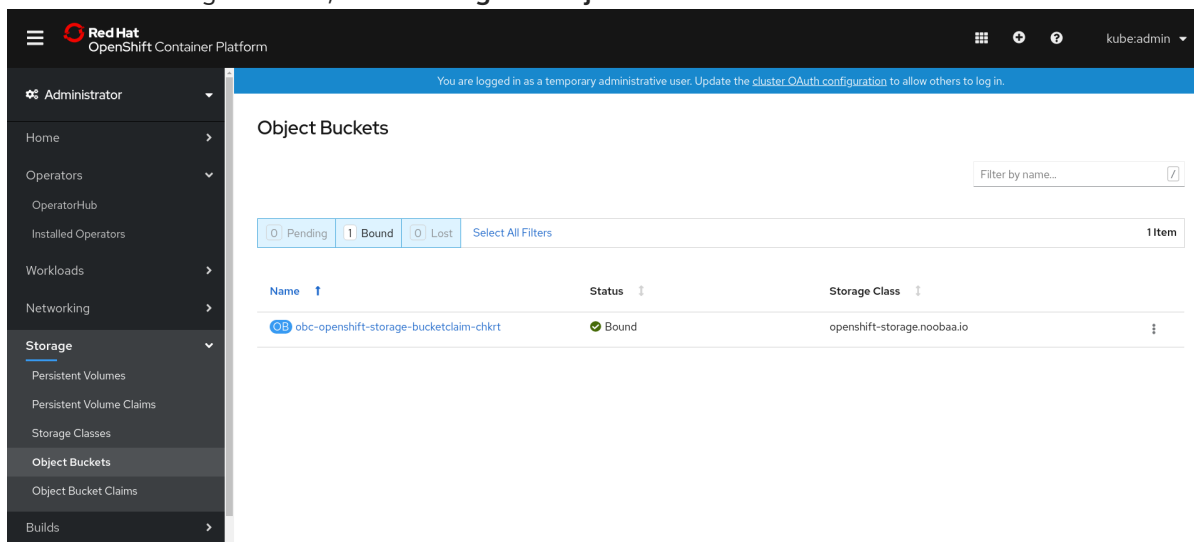 Red Hat
OpenShift Container Platform
kube:admin
You are logged in as a temporary administrative user. Update the cluster OAuth configuration to allow others to log in.
Administrator
Home
Operators
OperatorHub
Installed Operators
Workloads
Networking
Storage
Persistent Volumes
Persistent Volume Claims
Storage Classes
Object Buckets
Object Bucket Claims
Builds
Object Buckets
Filter by name... /
0 Pending 1 Bound 0 Lost Select All Filters 1 Item
Name Status Storage Class
OB obc-openshift-storage-bucketclaim-chkrt Bound openshift-storage.noobaa.io